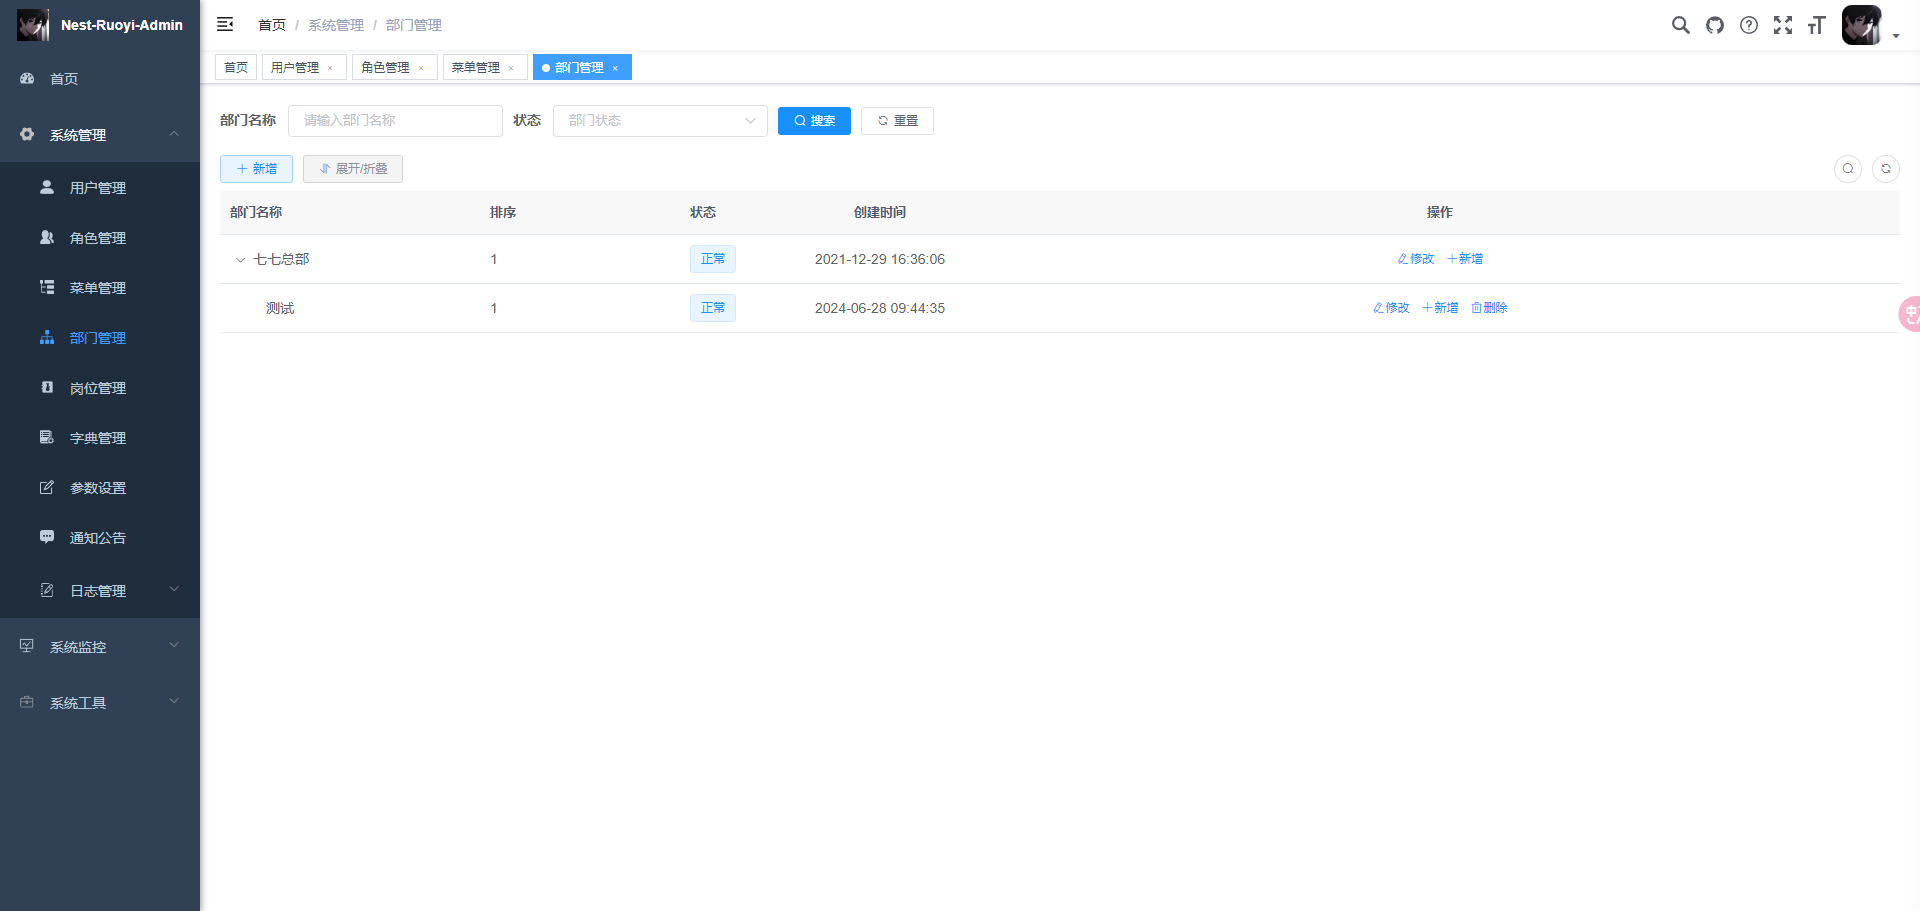 Nest-Ruoyi-Admin
首页 / 系统管理 / 部门管理
首页 用户管理 × 角色管理 × 菜单管理 × 部门管理 ×
首页
系统管理
用户管理
角色管理
菜单管理
部门管理
岗位管理
字典管理
参数设置
通知公告
日志管理
系统监控
系统工具
部门名称 请输入部门名称 状态 部门状态 搜索 重置
新增 展开/折叠
部门名称 排序 状态 创建时间 操作
七七总部 1 正常 2021-12-29 16:36:06 修改 新增
测试 1 正常 2024-06-28 09:44:35 修改 新增 删除
中